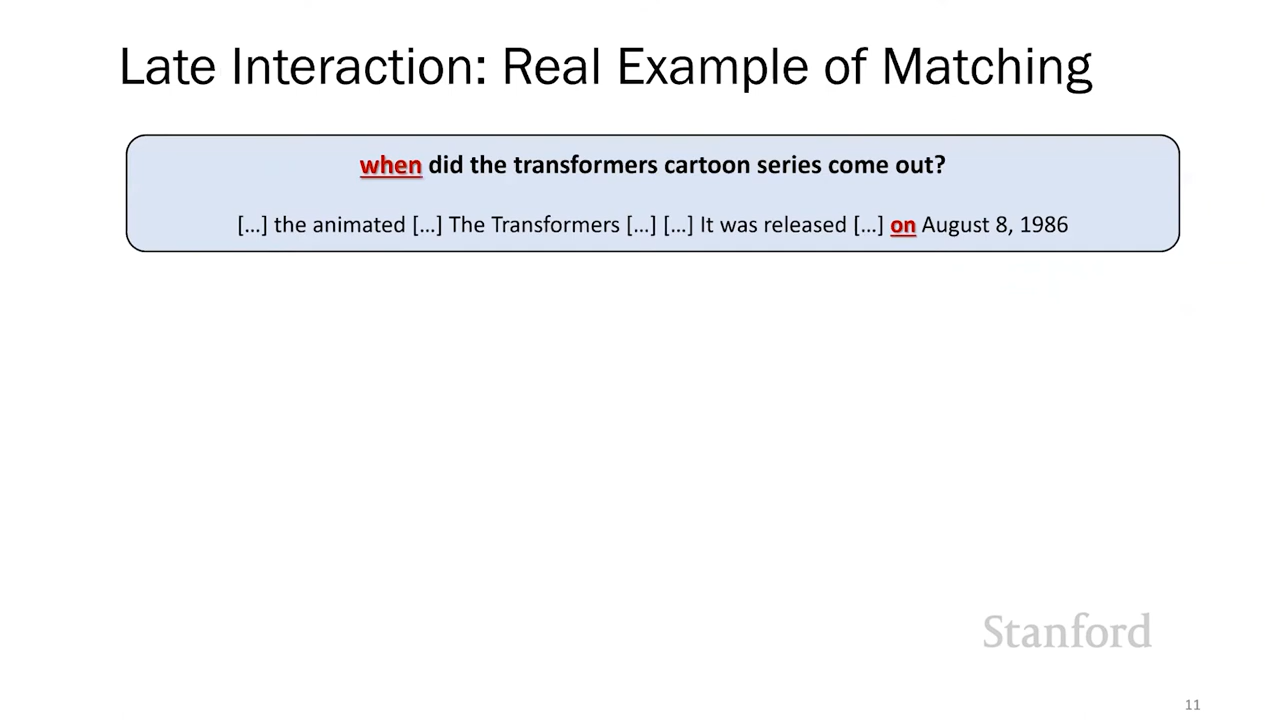 Late Interaction: Real Example of Matching
when did the transformers cartoon series come out?
[…] the animated […] The Transformers […] […] It was released […] on August 8, 1986
Stanford
11